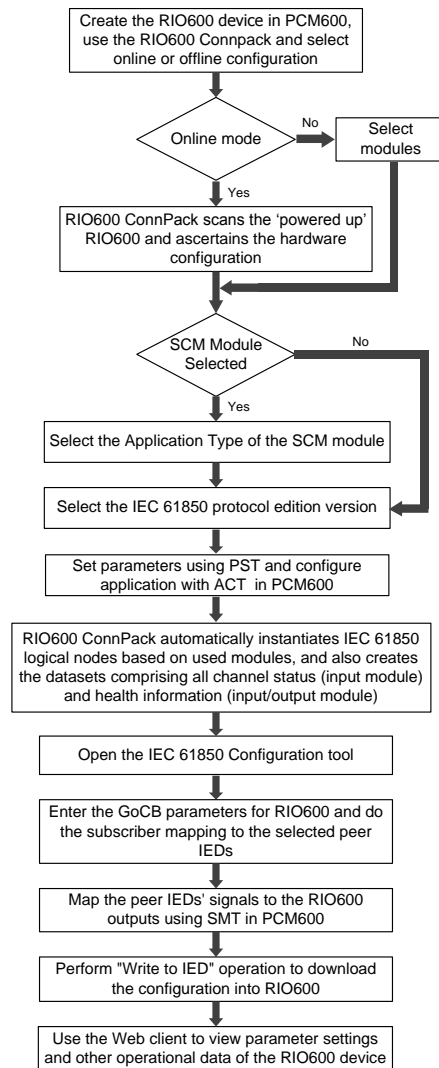 Create the RIO600 device in PCM600,
use the RIO600 Connpack and select
online or offline configuration
Online mode
No
Select
modules
Yes
RIO600 ConnPack scans the 'powered up'
RIO600 and ascertains the hardware
configuration
SCM Module
Selected
No
Yes
Select the Application Type of the SCM module
Select the IEC 61850 protocol edition version
Set parameters using PST and configure
application with ACT in PCM600
RIO600 ConnPack automatically instantiates IEC 61850
logical nodes based on used modules, and also creates
the datasets comprising all channel status (input module)
and health information (input/output module)
Open the IEC 61850 Configuration tool
Enter the GoCB parameters for RIO600 and do
the subscriber mapping to the selected peer
IEDs
Map the peer IEDs' signals to the RIO600
outputs using SMT in PCM600
Perform "Write to IED" operation to download
the configuration into RIO600
Use the Web client to view parameter settings
and other operational data of the RIO600 device